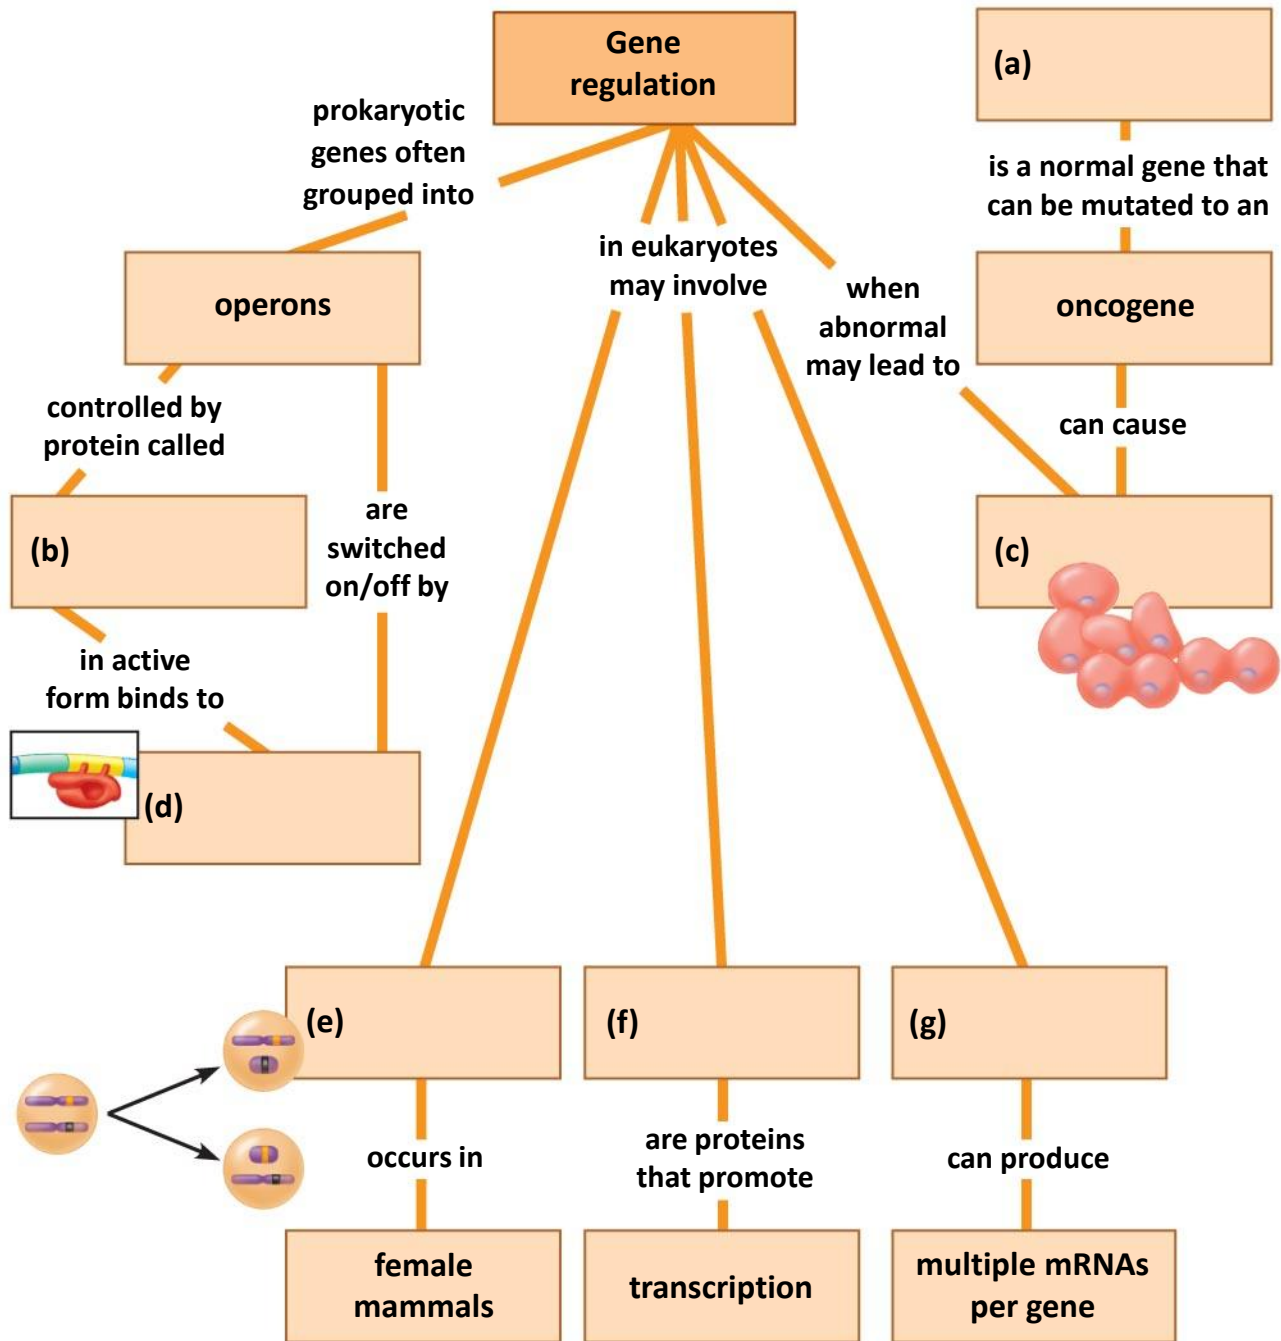 Gene
regulation
(a)
prokaryotic
genes often
grouped into
is a normal gene that
can be mutated to an
in eukaryotes
may involve
operons
when
abnormal
may lead to
oncogene
controlled by
protein called
can cause
(b)
are
switched
on/off by
(c)
in active
form binds to
(d)
(e)
(f)
(g)
occurs in
are proteins
that promote
can produce
female
mammals
transcription
multiple mRNAs
per gene